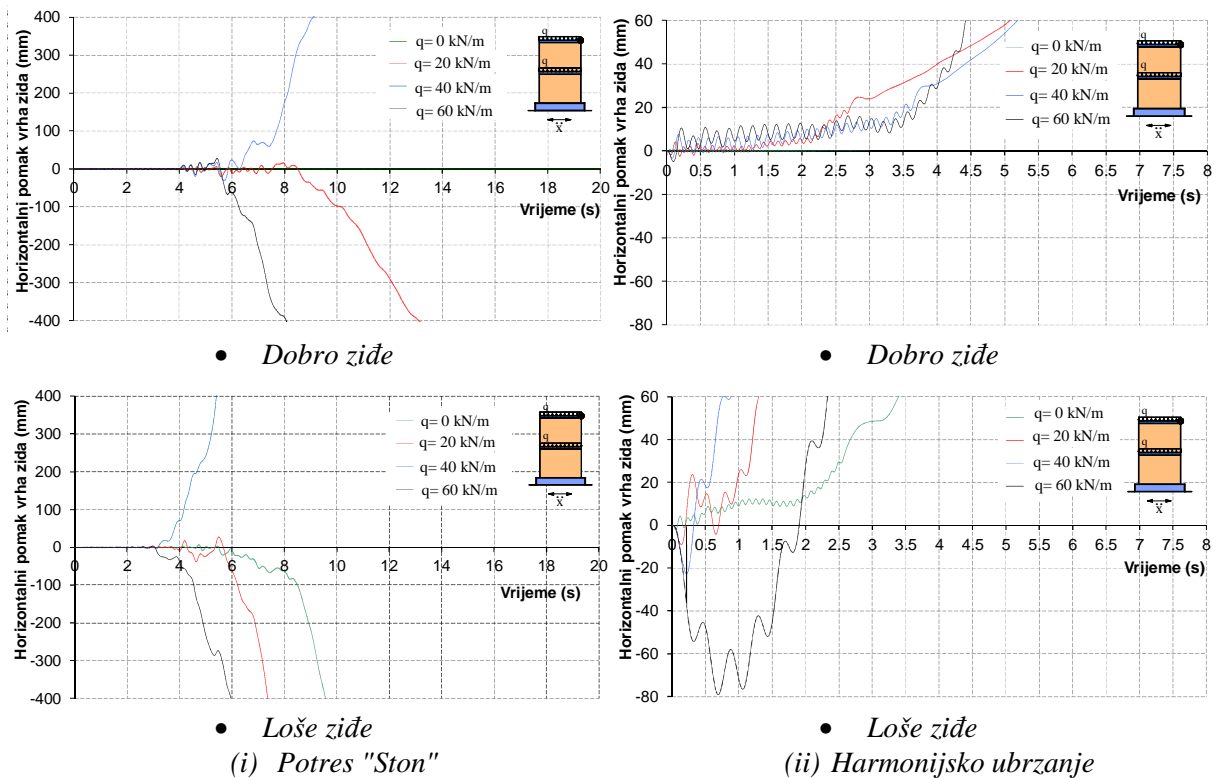 Horizontalni pomak vrha zida (mm)
400
300
200
100
0
-100
-200
-300
-400
0 2 4 6 8 10 12 14 16 18 20
Vrijeme (s)
q= 0 kN/m
q= 20 kN/m
q= 40 kN/m
q= 60 kN/m
q
q
ẍ
• Dobro ziđe
Horizontalni pomak vrha zida (mm)
60
40
20
0
-20
-40
-60
-80
0 0.5 1 1.5 2 2.5 3 3.5 4 4.5 5 5.5 6 6.5 7 7.5 8
Vrijeme (s)
q= 0 kN/m
q= 20 kN/m
q= 40 kN/m
q= 60 kN/m
q
q
ẍ
• Dobro ziđe
Horizontalni pomak vrha zida (mm)
400
300
200
100
0
-100
-200
-300
-400
0 2 4 6 8 10 12 14 16 18 20
Vrijeme (s)
q= 0 kN/m
q= 20 kN/m
q= 40 kN/m
q= 60 kN/m
q
q
ẍ
• Loše ziđe
(i) Potres "Ston"
Horizontalni pomak vrha zida (mm)
60
40
20
0
-20
-40
-60
-80
0 0.5 1 1.5 2 2.5 3 3.5 4 4.5 5 5.5 6 6.5 7 7.5 8
Vrijeme (s)
q= 0 kN/m
q= 20 kN/m
q= 40 kN/m
q= 60 kN/m
q
q
ẍ
• Loše ziđe
(ii) Harmonijsko ubrzanje